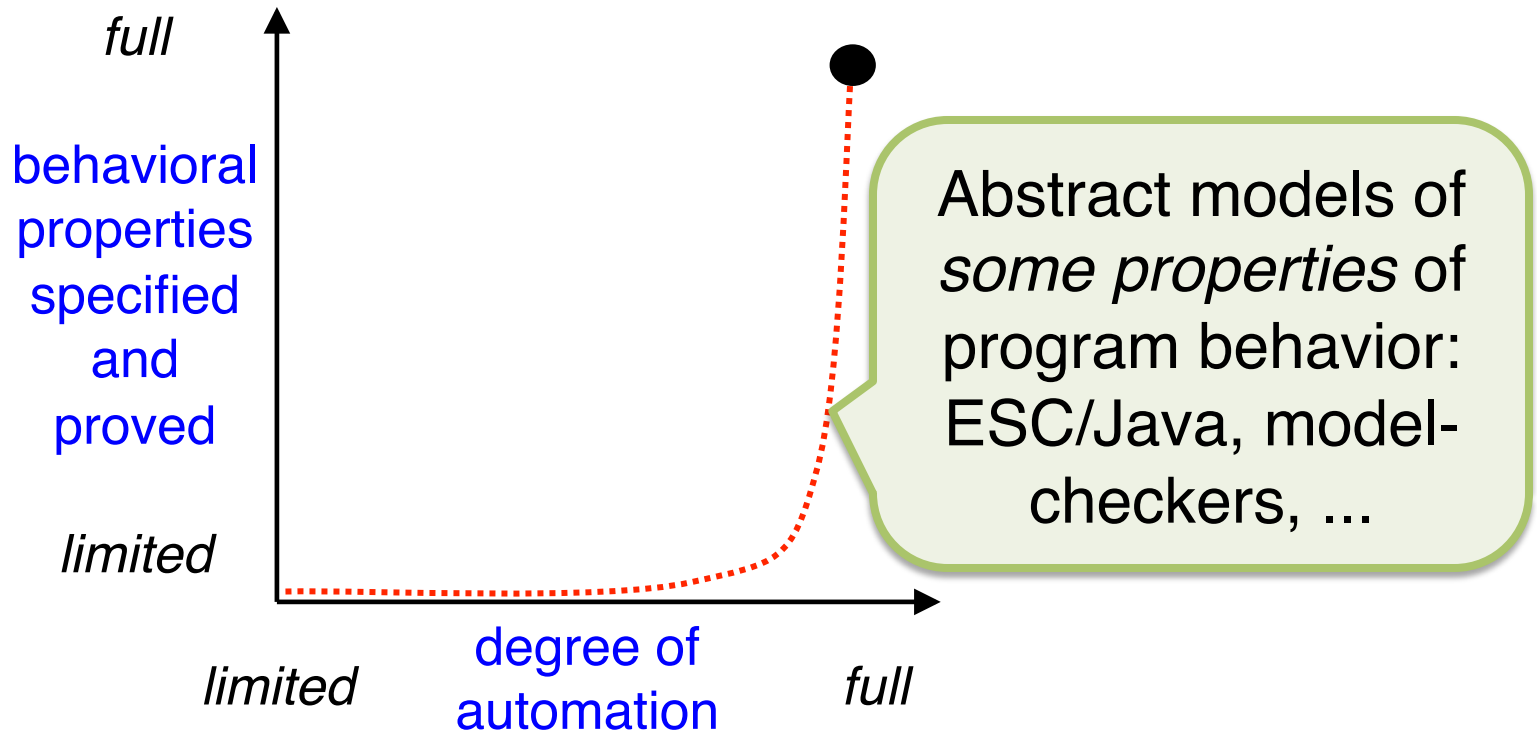 full
behavioral
properties
specified
and
proved
limited
limited
degree of
automation
full
Abstract models of
some properties of
program behavior:
ESC/Java, model-
checkers, ...